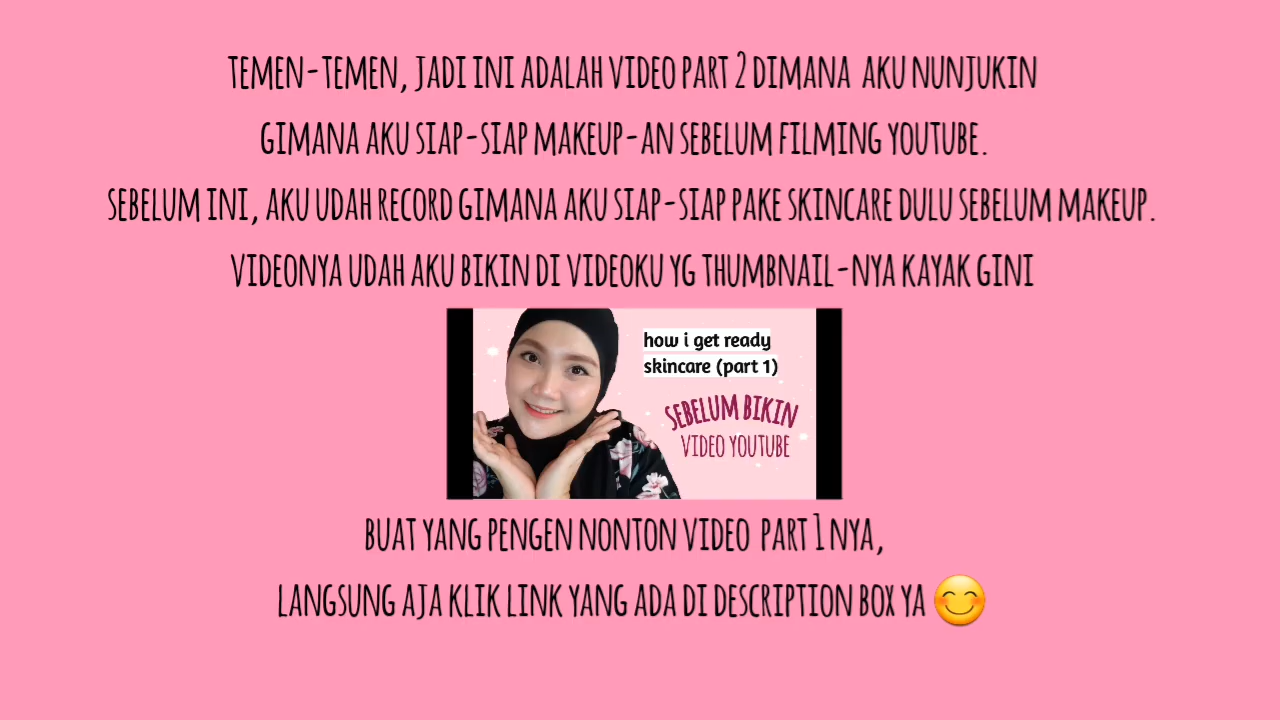 TEMEN-TEMEN, JADI INI ADALAH VIDEO PART 2 DIMANA AKU NUNJUKIN
GIMANA AKU SIAP-SIAP MAKEUP-AN SEBELUM FILMING YOUTUBE.
SEBELUM INI, AKU UDAH RECORD GIMANA AKU SIAP-SIAP PAKE SKINCARE DULU SEBELUM MAKEUP.
VIDEONYA UDAH AKU BIKIN DI VIDEOKU YG THUMBNAIL-NYA KAYAK GINI
how i get ready
skincare (part 1)
SEBELUM BIKIN
VIDEO YOUTUBE
BUAT YANG PENGEN NONTON VIDEO PART 1 NYA,
LANGSUNG AJA KLIK LINK YANG ADA DI DESCRIPTION BOX YA 😊